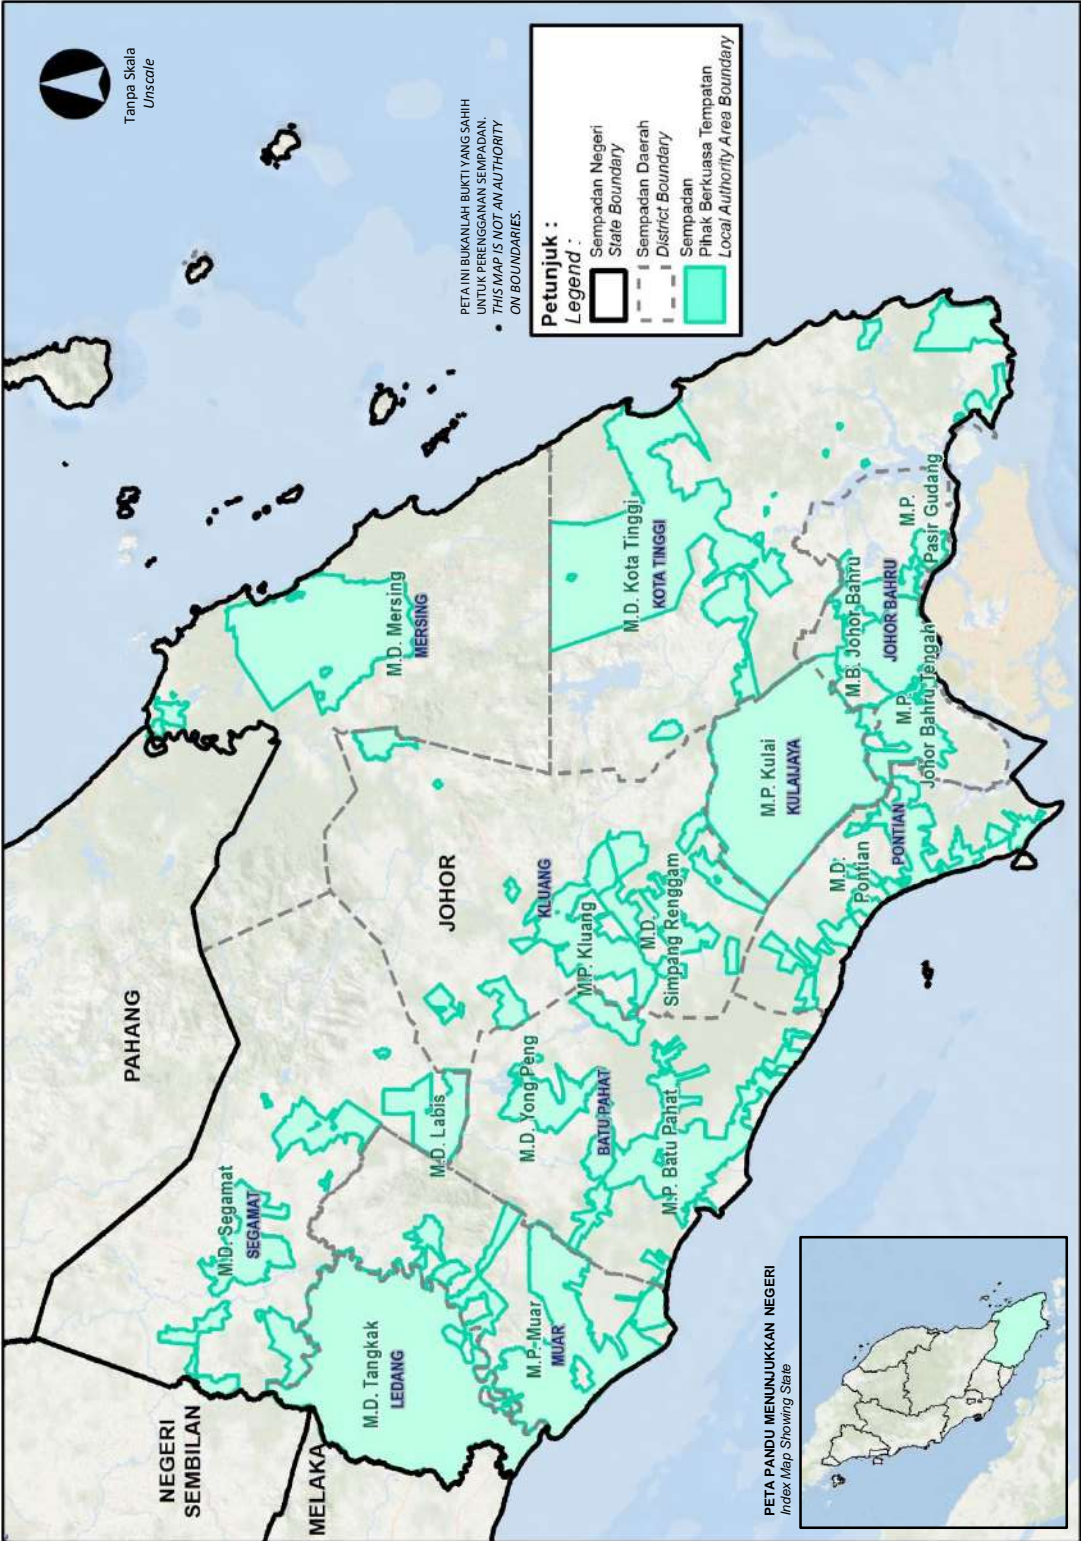 Tanpa Skala
Unscale
PETA INI BUKANLAH BUKTI YANG SAHIH
UNTUK PERENGGANAN SEMPADAN.
THIS MAP IS NOT AN AUTHORITY
ON BOUNDARIES.
Petunjuk :
Legend :
Sempadan Negeri
State Boundary
Sempadan Daerah
District Boundary
Sempadan
Pihak Berkuasa Tempatan
Local Authority Area Boundary
NEGERI
SEMBILAN
MELAKA
PAHANG
JOHOR
M.D. Segamat
SEGAMAT
M.D. Tangkak
LEDANG
M.P. Muar
MUAR
M.D. Labis
M.D. Yong Peng
BATU PAHAT
M.P. Batu Pahat
KLUANG
M.P. Kluang
M.D.
Simpang Renggam
M.D. Mersing
MERSING
M.D. Kota Tinggi
KOTA TINGGI
M.P. Kulai
KULAIJAYA
M.D.
Pontian
PONTIAN
M.B. Johor Bahru
JOHOR BAHRU
M.P.
Johor Bahru Tengah
M.P.
Pasir Gudang
PETA PANDU MENUNJUKKAN NEGERI
Index Map Showing State